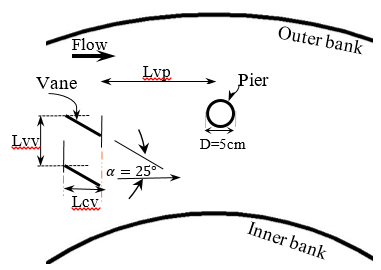 Flow
Outer bank
Lvp
Vane
Pier
Lvv
D=5cm
α = 25°
Lcv
Inner bank